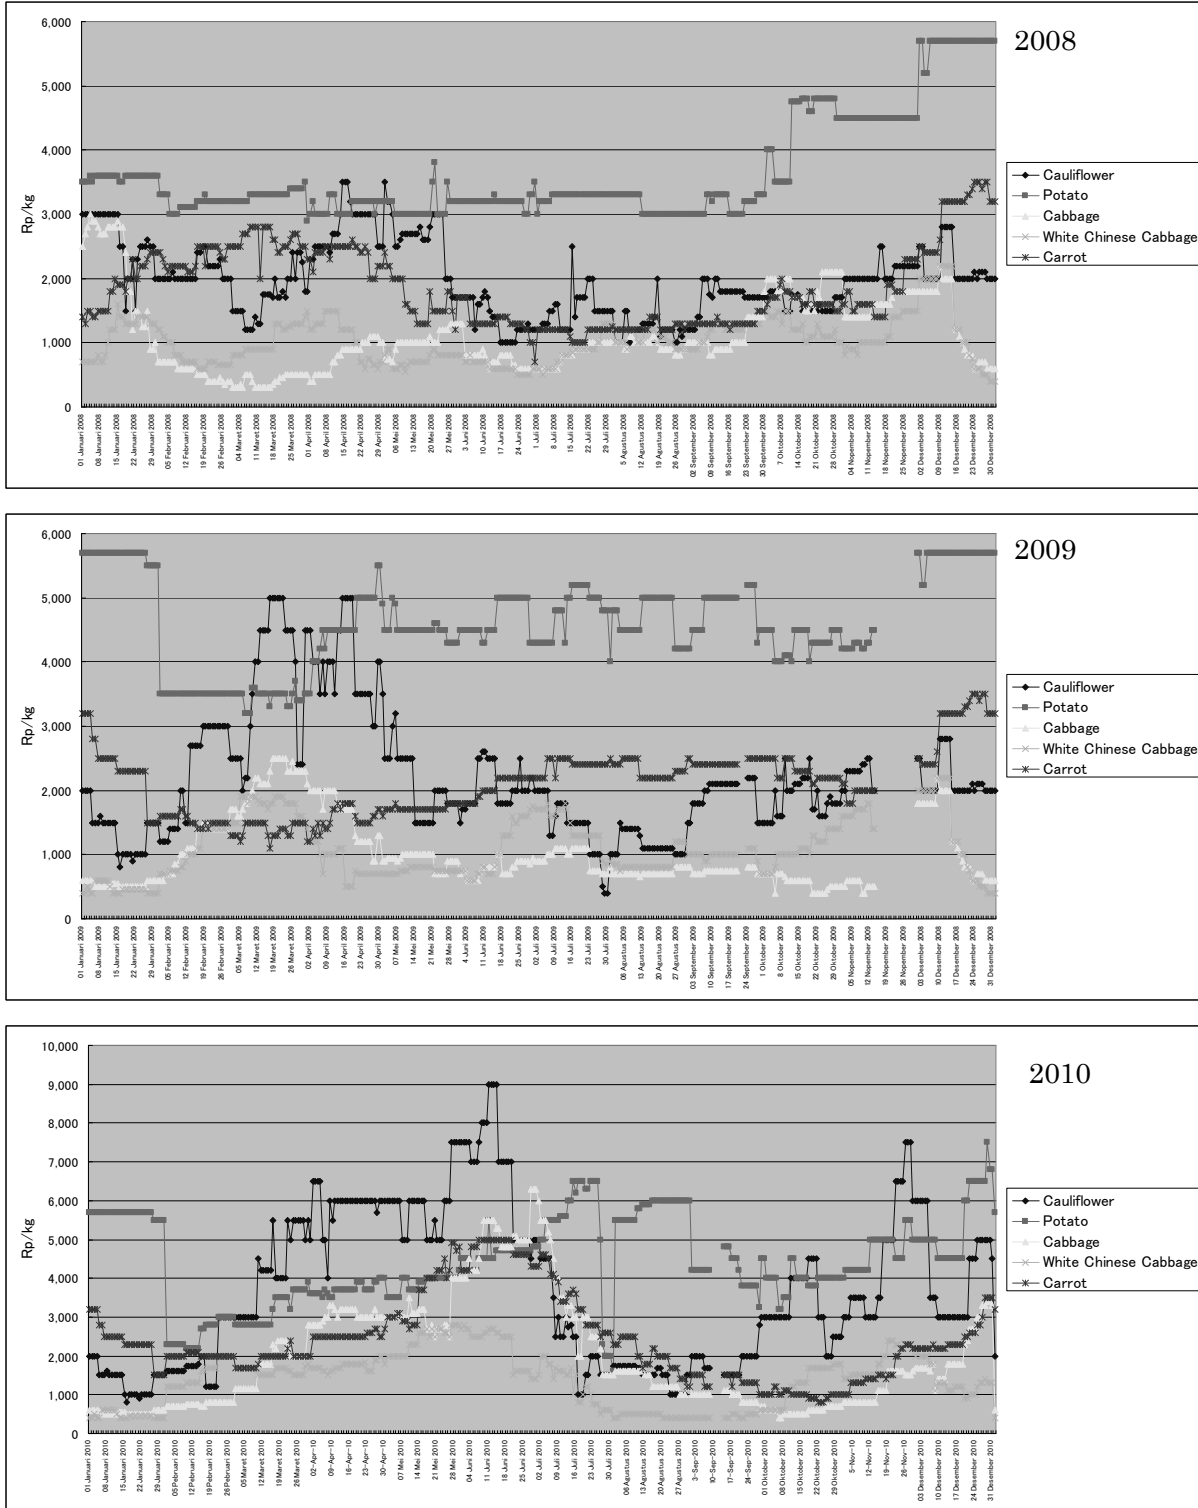 2008
6,000
5,000
4,000
3,000
2,000
1,000
0
Rp/kg
Cauliflower
Potato
Cabbage
White Chinese Cabbage
Carrot
01 Januari 2008
08 Januari 2008
15 Januari 2008
22 Januari 2008
29 Januari 2008
05 Februari 2008
12 Februari 2008
19 Februari 2008
26 Februari 2008
04 Maret 2008
11 Maret 2008
18 Maret 2008
25 Maret 2008
01 April 2008
08 April 2008
15 April 2008
22 April 2008
29 April 2008
06 Mei 2008
13 Mei 2008
20 Mei 2008
27 Mei 2008
3 Juni 2008
10 Juni 2008
17 Juni 2008
24 Juni 2008
1 Juli 2008
8 Juli 2008
15 Juli 2008
22 Juli 2008
29 Juli 2008
5 Agustus 2008
12 Agustus 2008
19 Agustus 2008
26 Agustus 2008
02 September 2008
09 September 2008
16 September 2008
23 September 2008
30 September 2008
7 Oktober 2008
14 Oktober 2008
21 Oktober 2008
28 Oktober 2008
04 Nopember 2008
11 Nopember 2008
18 Nopember 2008
25 Nopember 2008
02 Desember 2008
09 Desember 2008
16 Desember 2008
23 Desember 2008
30 Desember 2008
2009
6,000
5,000
4,000
3,000
2,000
1,000
0
Rp/kg
Cauliflower
Potato
Cabbage
White Chinese Cabbage
Carrot
01 Januari 2009
08 Januari 2009
15 Januari 2009
22 Januari 2009
29 Januari 2009
05 Februari 2009
12 Februari 2009
19 Februari 2009
26 Februari 2009
05 Maret 2009
12 Maret 2009
19 Maret 2009
26 Maret 2009
02 April 2009
09 April 2009
16 April 2009
23 April 2009
30 April 2009
07 Mei 2009
14 Mei 2009
21 Mei 2009
28 Mei 2009
4 Juni 2009
11 Juni 2009
18 Juni 2009
25 Juni 2009
02 Juli 2009
09 Juli 2009
16 Juli 2009
23 Juli 2009
30 Juli 2009
06 Agustus 2009
13 Agustus 2009
20 Agustus 2009
27 Agustus 2009
03 September 2009
10 September 2009
17 September 2009
24 September 2009
1 Oktober 2009
8 Oktober 2009
15 Oktober 2009
22 Oktober 2009
29 Oktober 2009
05 Nopember 2009
12 Nopember 2009
19 Nopember 2009
26 Nopember 2009
03 Desember 2008
10 Desember 2008
17 Desember 2008
24 Desember 2008
31 Desember 2008
2010
10,000
9,000
8,000
7,000
6,000
5,000
4,000
3,000
2,000
1,000
0
Rp/kg
Cauliflower
Potato
Cabbage
White Chinese Cabbage
Carrot
01 Januari 2010
08 Januari 2010
15 Januari 2010
22 Januari 2010
29 Januari 2010
05 Pebruari 2010
12 Pebruari 2010
19 Pebruari 2010
26 Pebruari 2010
05 Maret 2010
12 Maret 2010
19 Maret 2010
26 Maret 2010
02-Apr-10
09-Apr-10
16-Apr-10
23-Apr-10
30-Apr-10
07 Mei 2010
14 Mei 2010
21 Mei 2010
28 Mei 2010
04 Juni 2010
11 Juni 2010
18 Juni 2010
25 Juni 2010
02 Juli 2010
09 Juli 2010
16 Juli 2010
23 Juli 2010
30 Juli 2010
06 Agustus 2010
13 Agustus 2010
20 Agustus 2010
27 Agustus 2010
3-Sep-2010
10-Sep-2010
17-Sep-2010
24-Sep-2010
01 Oktober 2010
08 Oktober 2010
15 Oktober 2010
22 Oktober 2010
29 Oktober 2010
5-Nov-10
12-Nov-10
19-Nov-10
26-Nov-10
03 Desember 2010
10 Desember 2010
17 Desember 2010
24 Desember 2010
31 Desember 2010